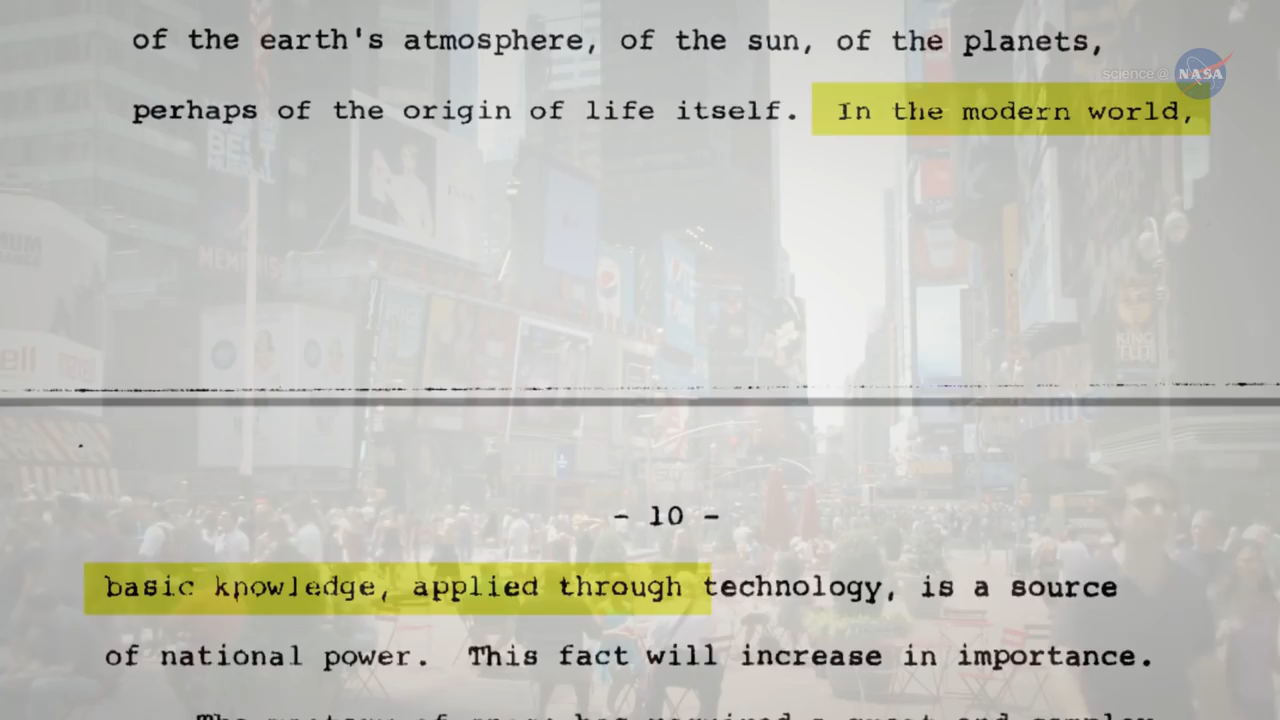 of the earth's atmosphere, of the sun, of the planets,
science@ NASA
perhaps of the origin of life itself. In the modern world,
- 10 -
basic knowledge, applied through technology, is a source
of national power. This fact will increase in importance.